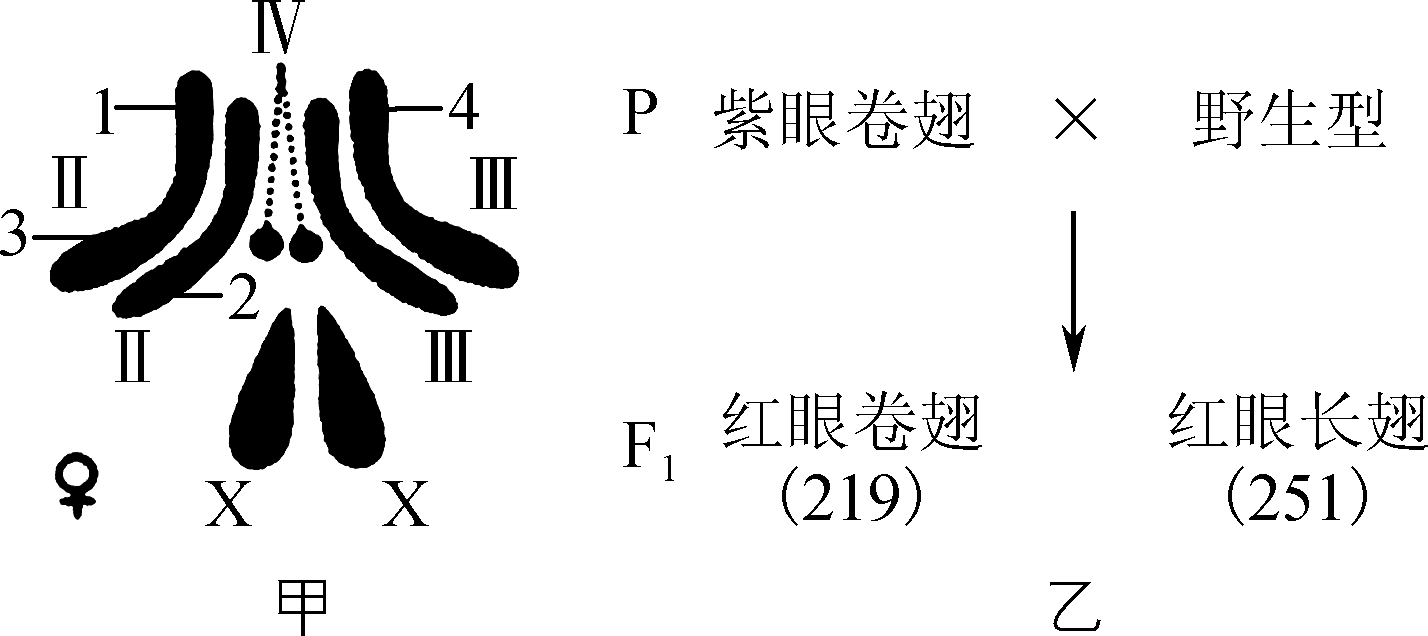 Ⅳ
1
4
Ⅱ
Ⅲ
3
2
Ⅱ
Ⅲ
♀
X X
甲
P 紫眼卷翅 × 野生型
F1 红眼卷翅 红眼长翅
(219) (251)
乙